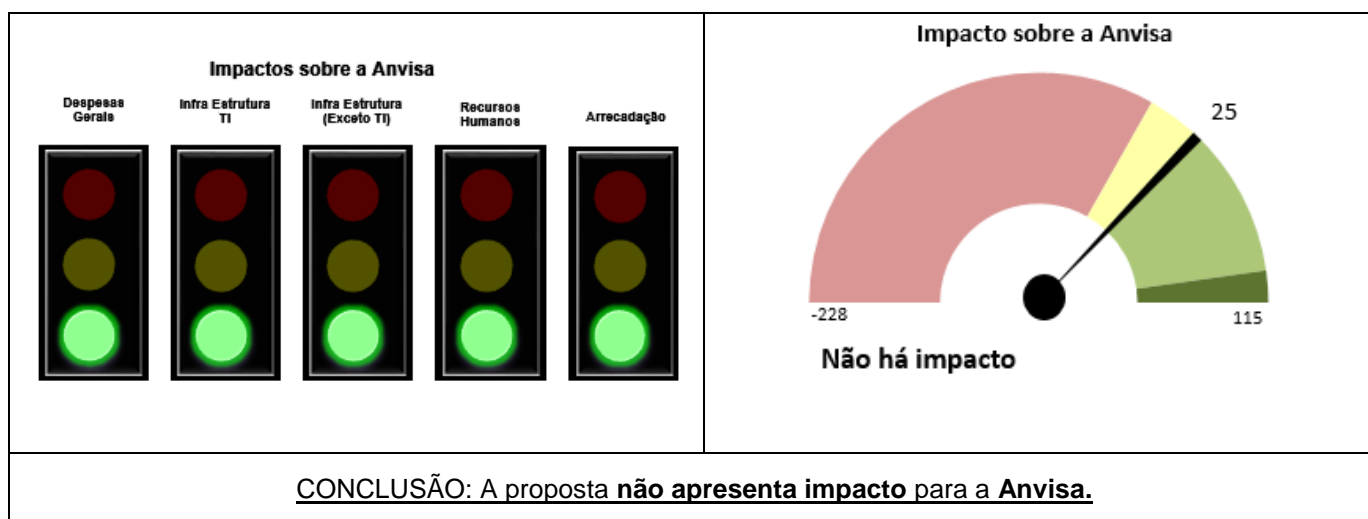 Impactos sobre a Anvisa
Despesas
Gerais
Infra Estrutura
TI
Infra Estrutura
(Exceto TI)
Recursos
Humanos
Arrecadação
Impacto sobre a Anvisa
25
-228
115
Não há impacto
CONCLUSÃO: A proposta não apresenta impacto para a Anvisa.